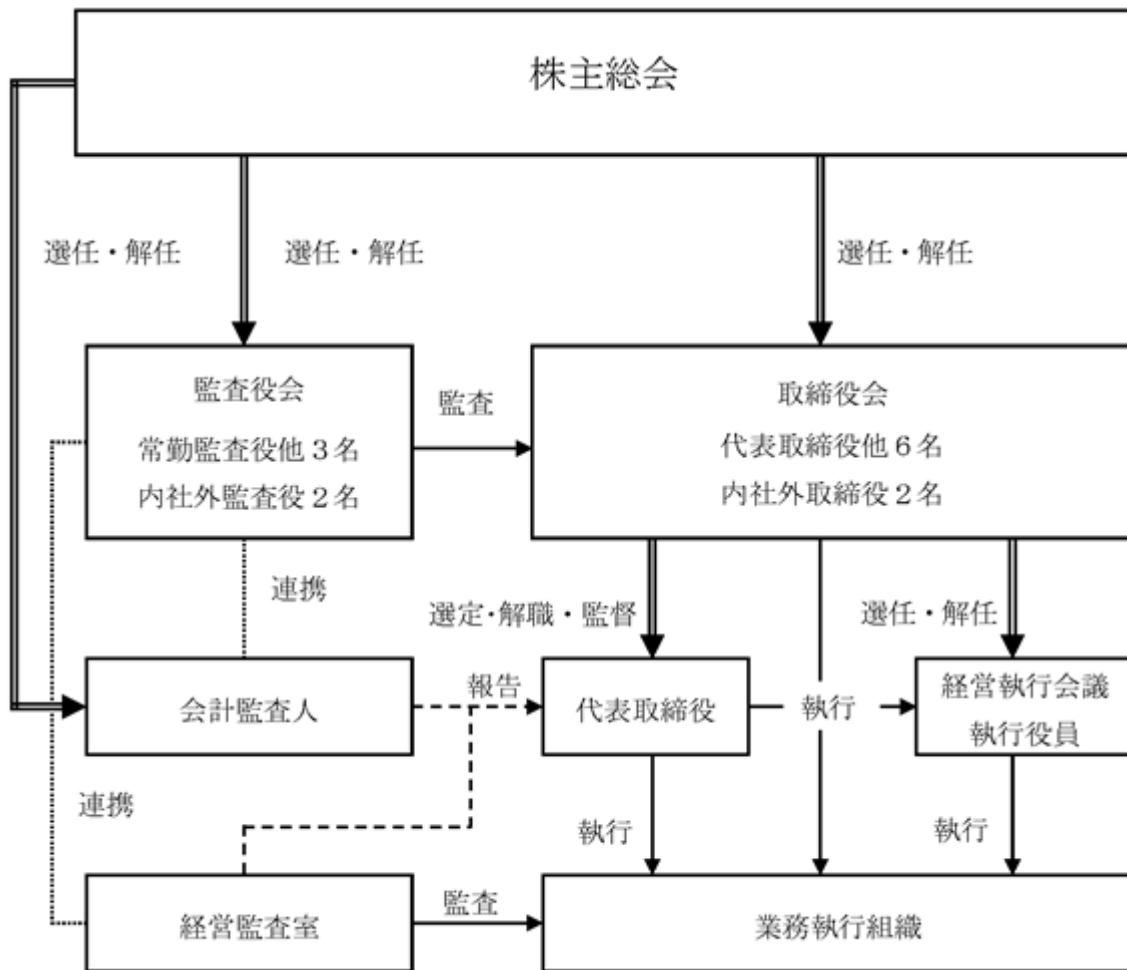 株主総会
選任・解任
選任・解任
選任・解任
監査役会
常勤監査役他３名
内社外監査役２名
監査
取締役会
代表取締役他６名
内社外取締役２名
連携
選定・解職・監督
選任・解任
会計監査人
報告
代表取締役
執行
経営執行会議
執行役員
連携
執行
執行
経営監査室
監査
業務執行組織